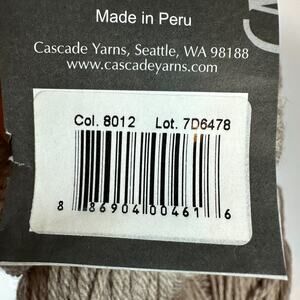 Made in Peru
Cascade Yarns, Seattle, WA 98188
www.cascadeyarns.com
Col. 8012 Lot. 7D6478
8 86904 00461 6